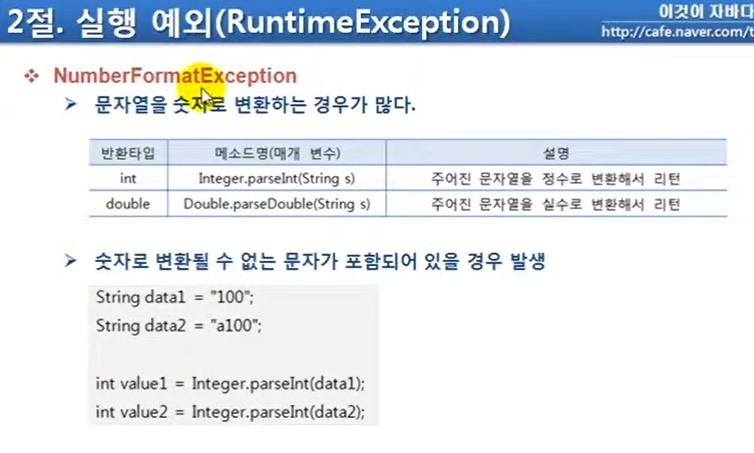 2절. 실행 예외(RuntimeException)
이것이 자바다
http://cafe.naver.com/t
❖ NumberFormatException
➤ 문자열을 숫자로 변환하는 경우가 많다.
반환타입 메소드명(매개 변수) 설명
int Integer.parseInt(String s) 주어진 문자열을 정수로 변환해서 리턴
double Double.parseDouble(String s) 주어진 문자열을 실수로 변환해서 리턴
➤ 숫자로 변환될 수 없는 문자가 포함되어 있을 경우 발생
String data1 = "100";
String data2 = "a100";
int value1 = Integer.parseInt(data1);
int value2 = Integer.parseInt(data2);